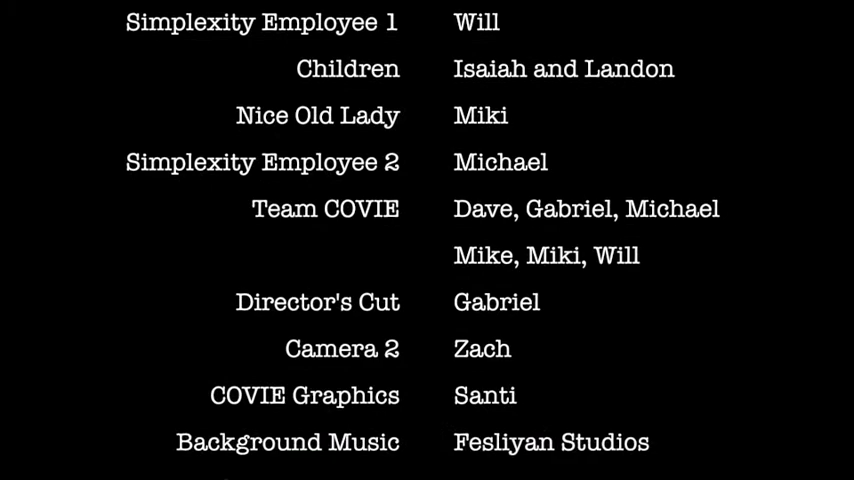 Simplexity Employee 1 Will
Children Isaiah and Landon
Nice Old Lady Miki
Simplexity Employee 2 Michael
Team COVIE Dave, Gabriel, Michael
Mike, Miki, Will
Director's Cut Gabriel
Camera 2 Zach
COVIE Graphics Santi
Background Music Fesliyan Studios